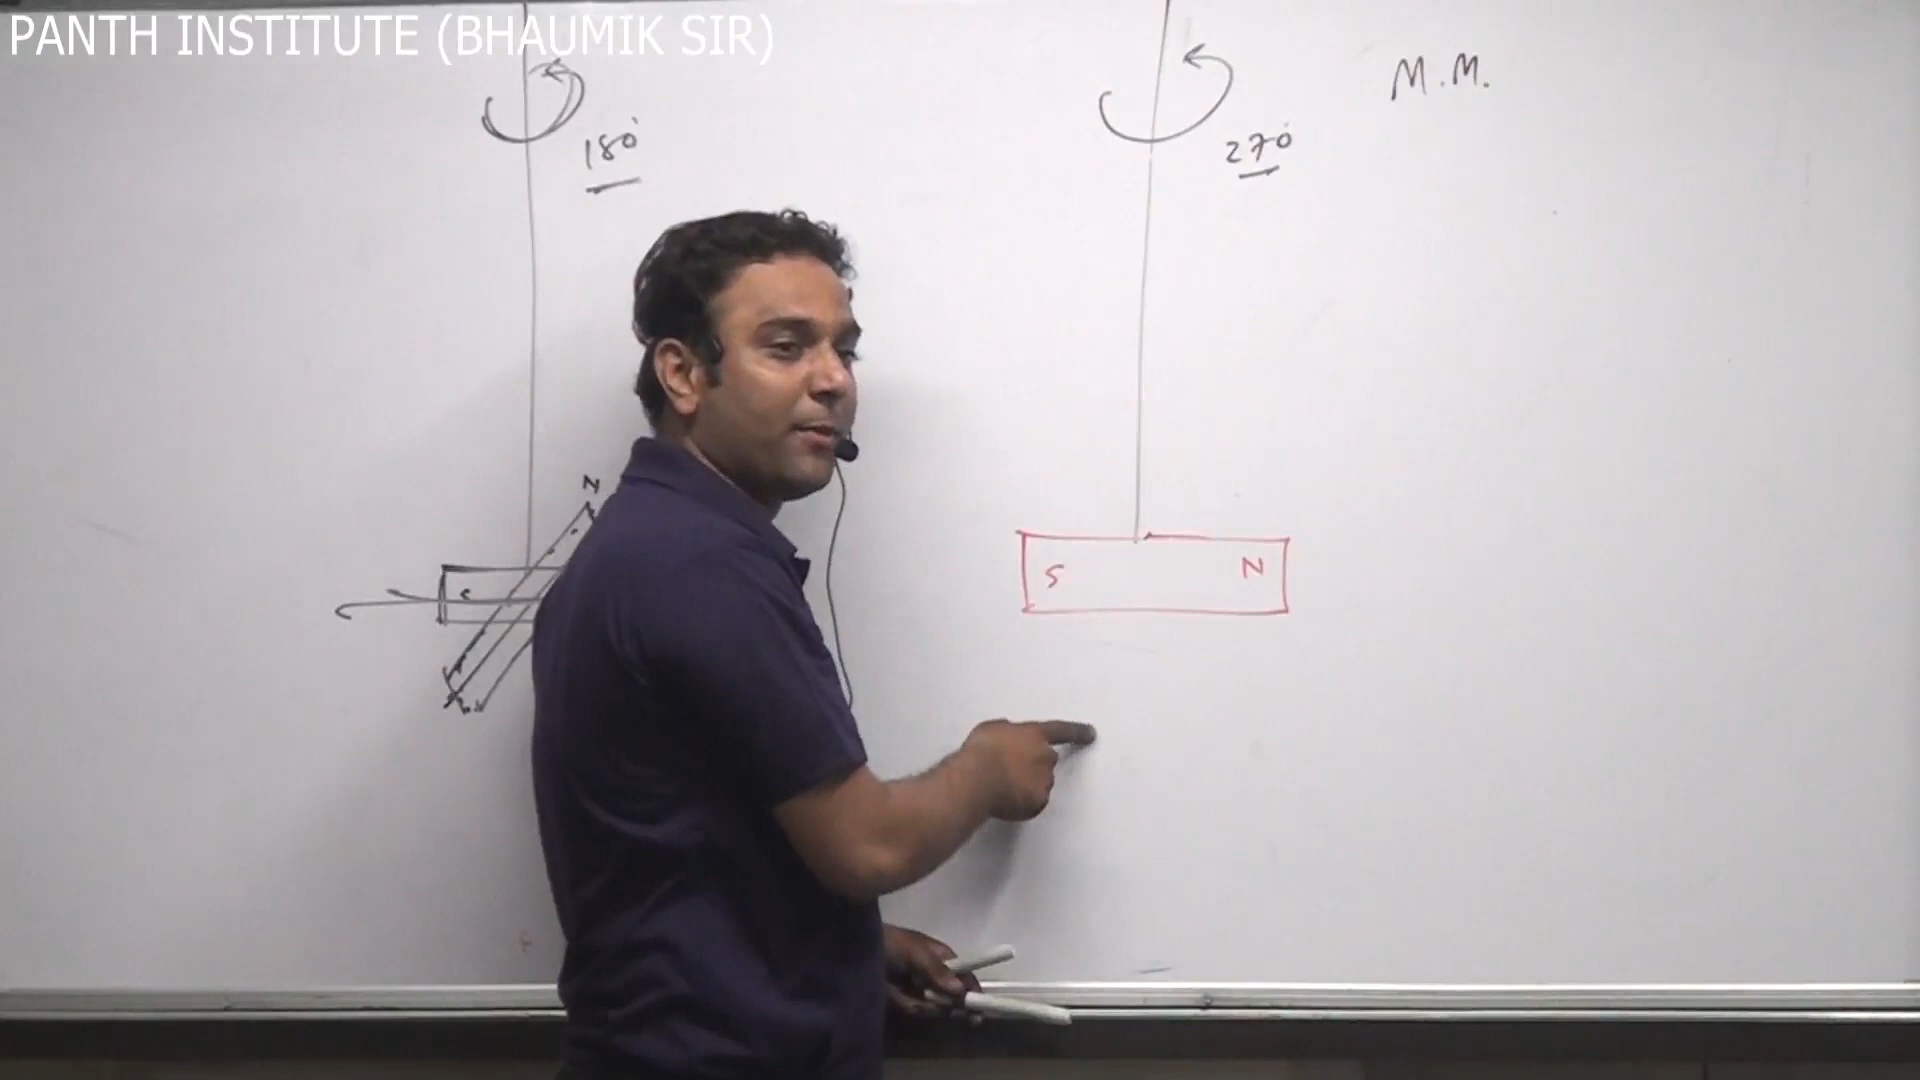 PANTH INSTITUTE (BHAUMIK SIR)
180°
270°
M.M.
N
S
S
N